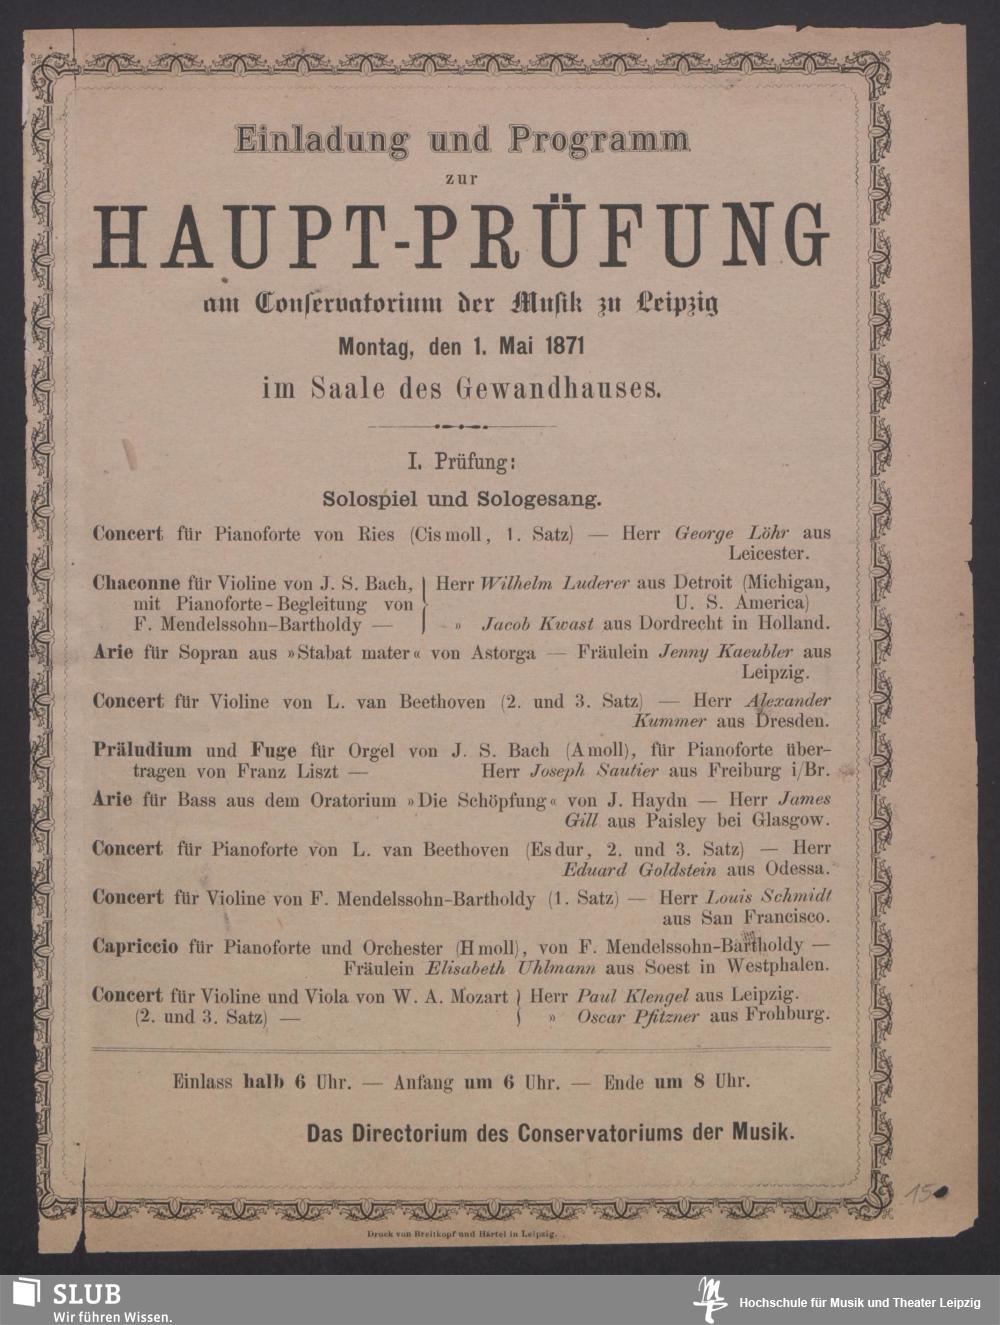 Einladung und Programm
zur
HAUPT-PRÜFUNG
am Conſervatorium der Muſik zu Leipzig
Montag, den 1. Mai 1871
im Saale des Gewandhauses.
I. Prüfung:
Solospiel und Sologesang.
Concert für Pianoforte von Ries (Cis moll, 1. Satz) — Herr George Löhr aus
Leicester.
Chaconne für Violine von J. S. Bach, } Herr Wilhelm Luderer aus Detroit (Michigan,
mit Pianoforte-Begleitung von U. S. America)
F. Mendelssohn-Bartholdy — » Jacob Kwast aus Dordrecht in Holland.
Arie für Sopran aus »Stabat mater« von Astorga — Fräulein Jenny Kaeubler aus
Leipzig.
Concert für Violine von L. van Beethoven (2. und 3. Satz) — Herr Alexander
Kummer aus Dresden.
Präludium und Fuge für Orgel von J. S. Bach (A moll), für Pianoforte über-
tragen von Franz Liszt — Herr Joseph Sautier aus Freiburg i/Br.
Arie für Bass aus dem Oratorium »Die Schöpfung« von J. Haydn — Herr James
Gill aus Paisley bei Glasgow.
Concert für Pianoforte von L. van Beethoven (Es dur, 2. und 3. Satz) — Herr
Eduard Goldstein aus Odessa.
Concert für Violine von F. Mendelssohn-Bartholdy (1. Satz) — Herr Louis Schmidt
aus San Francisco.
Capriccio für Pianoforte und Orchester (H moll), von F. Mendelssohn-Bartholdy —
Fräulein Elisabeth Uhlmann aus Soest in Westphalen.
Concert für Violine und Viola von W. A. Mozart } Herr Paul Klengel aus Leipzig.
(2. und 3. Satz) — » Oscar Pfitzner aus Frohburg.
Einlass halb 6 Uhr. — Anfang um 6 Uhr. — Ende um 8 Uhr.
Das Directorium des Conservatoriums der Musik.
15
Druck von Breitkopf und Härtel in Leipzig.
SLUB
Wir führen Wissen.
Hochschule für Musik und Theater Leipzig